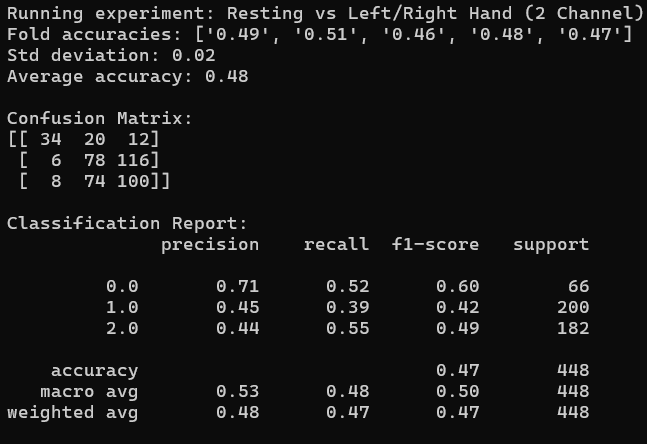 Running experiment: Resting vs Left/Right Hand (2 Channel)
Fold accuracies: ['0.49', '0.51', '0.46', '0.48', '0.47']
Std deviation: 0.02
Average accuracy: 0.48
Confusion Matrix:
[[ 34  20  12]
 [  6  78 116]
 [  8  74 100]]
Classification Report:
              precision    recall  f1-score   support
         0.0       0.71      0.52      0.60        66
         1.0       0.45      0.39      0.42       200
         2.0       0.44      0.55      0.49       182
    accuracy                           0.47       448
   macro avg       0.53      0.48      0.50       448
weighted avg       0.48      0.47      0.47       448